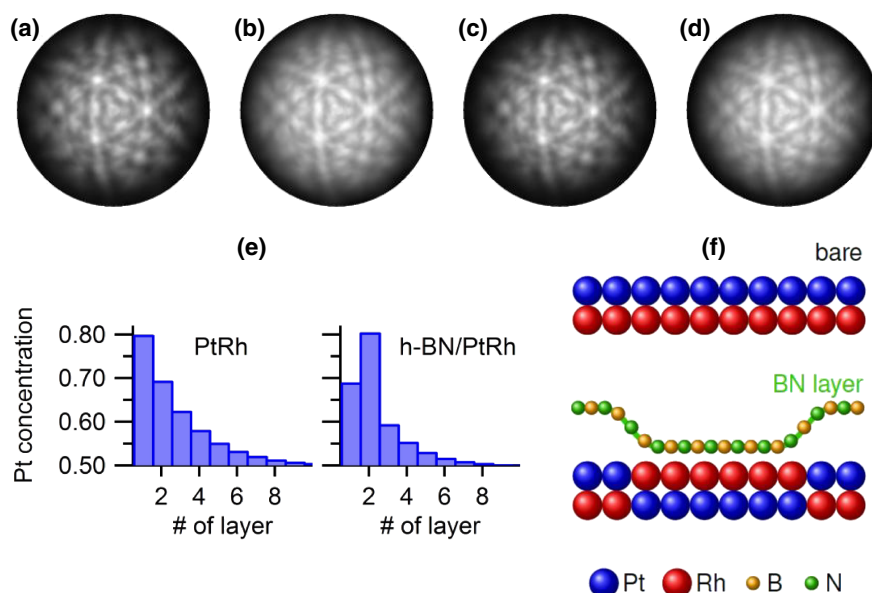 (a)
(b)
(c)
(d)
(e)
(f)
Pt concentration
0.80
0.70
0.60
0.50
PtRh
2 4 6 8
# of layer
h-BN/PtRh
2 4 6 8
# of layer
bare
BN layer
Pt Rh B N